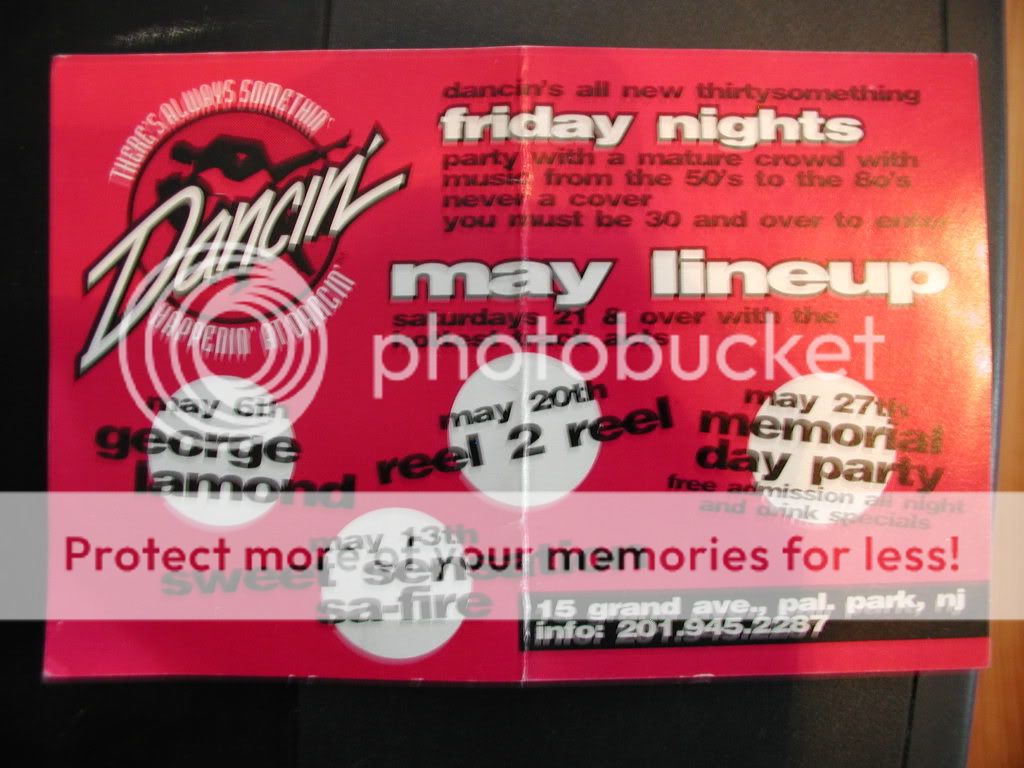 THERE'S ALWAYS SOMETHIN'
Dancin'
HAPPENIN' AT DANCIN'
dancin's all new thirtysomething
friday nights
party with a mature crowd with
music from the 50's to the 80's
never a cover
you must be 30 and over to enter
may lineup
saturdays 21 & over with the
photobucket
may 6th
george
lamond
may 20th
reel 2 reel
may 27th
memorial
day party
free admission all night
and drink specials
Protect more of your memories for less!
may 13th
sweet sensation
sa-fire
15 grand ave., pal. park, nj
info: 201.945.2287